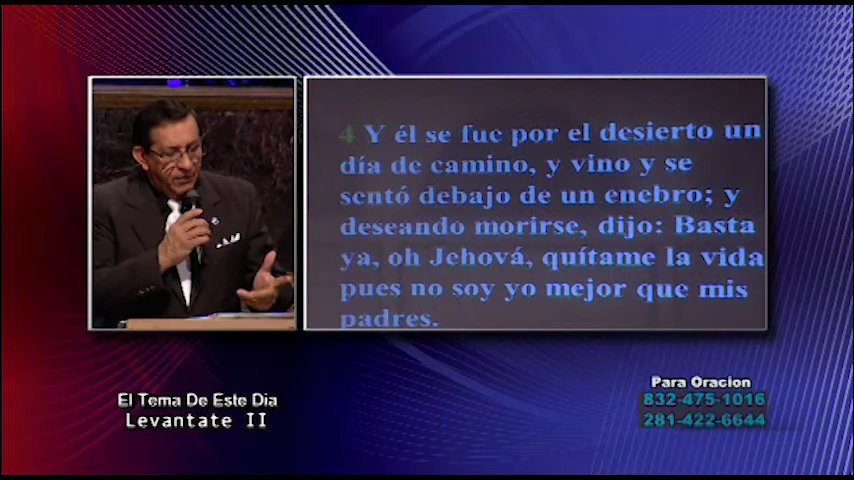 4 Y él se fue por el desierto un
día de camino, y vino y se
sentó debajo de un enebro; y
deseando morirse, dijo: Basta
ya, oh Jehová, quítame la vida
pues no soy yo mejor que mis
padres.
El Tema De Este Dia
Levantate II
Para Oracion
832-475-1016
281-422-6644